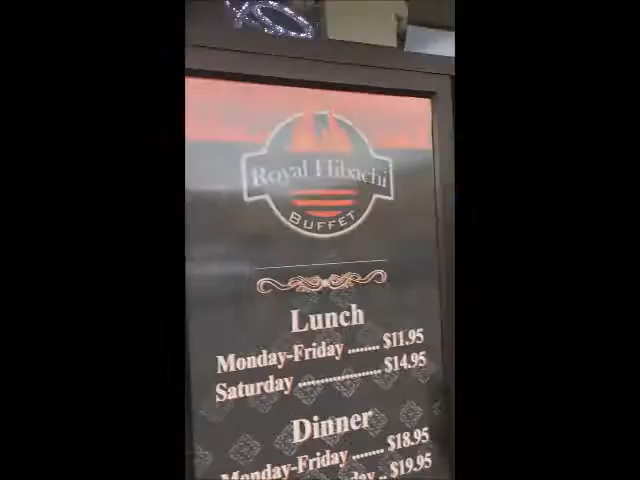 Royal Hibachi
BUFFET
Lunch
Monday-Friday ........ $11.95
Saturday .................... $14.95
Dinner
Monday-Friday ........ $18.95
.. $19.95